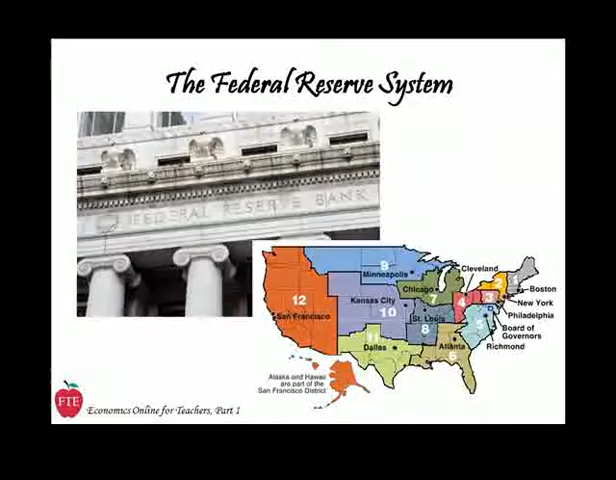 The Federal Reserve System
FEDERAL RESERVE BANK
9
Minneapolis
Cleveland
Chicago
7
4
3
2
1
Boston
New York
Philadelphia
Board of
Governors
Richmond
5
12
San Francisco
Kansas City
10
St. Louis
8
11
Dallas
Atlanta
6
Alaska and Hawaii
are part of the
San Francisco District
FTE
Economics Online for Teachers, Part 1